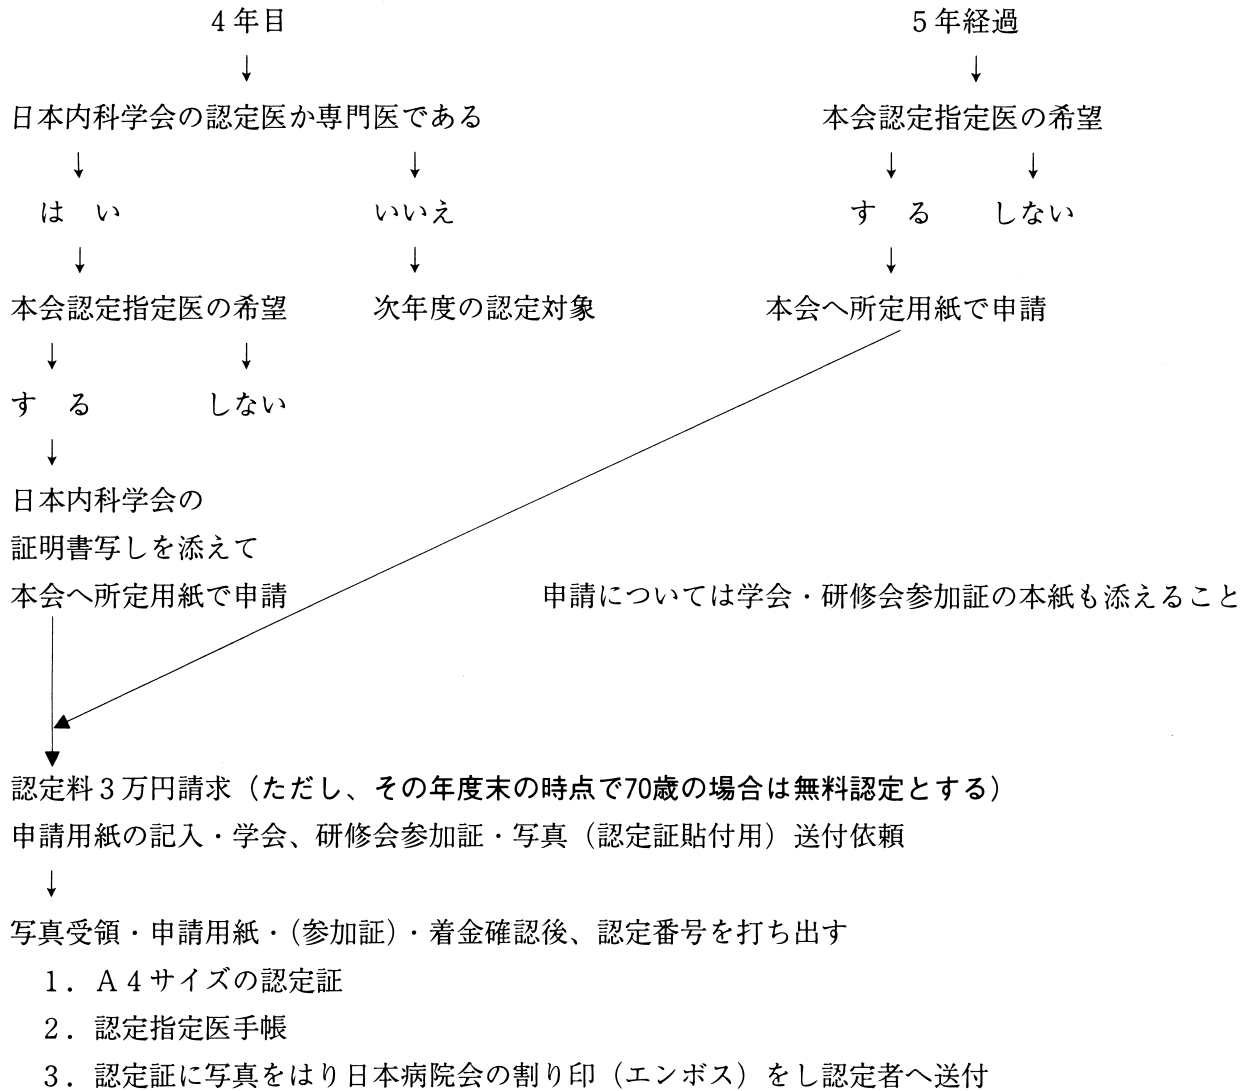 ４年目　５年経過
↓　↓
日本内科学会の認定医か専門医である　本会認定指定医の希望
↓　↓　↓　↓
は　い　いいえ　す　る　しない
↓　↓　↓
本会認定指定医の希望　次年度の認定対象　本会へ所定用紙で申請
↓　↓
す　る　しない
↓
日本内科学会の
証明書写しを添えて
本会へ所定用紙で申請　申請については学会・研修会参加証の本紙も添えること
認定料３万円請求（ただし、その年度末の時点で70歳の場合は無料認定とする）
申請用紙の記入・学会、研修会参加証・写真（認定証貼付用）送付依頼
↓
写真受領・申請用紙・（参加証）・着金確認後、認定番号を打ち出す
１．Ａ４サイズの認定証
２．認定指定医手帳
３．認定証に写真をはり日本病院会の割り印（エンボス）をし認定者へ送付